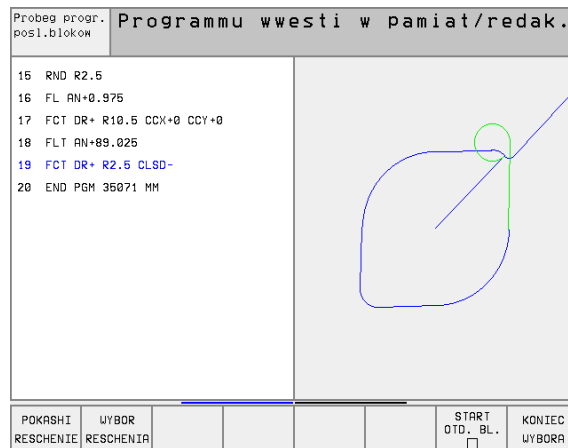 Probeg progr.
posl.blokow
Programmu wwesti w pamiat/redak.
15 RND R2.5
16 FL AN+0.975
17 FCT DR+ R10.5 CCX+0 CCY+0
18 FLT AN+89.025
19 FCT DR+ R2.5 CLSD-
20 END PGM 35071 MM
POKASHI
RESCHENIE
WYBOR
RESCHENIA
START
OTD. BL.
KONIEC
WYBORA